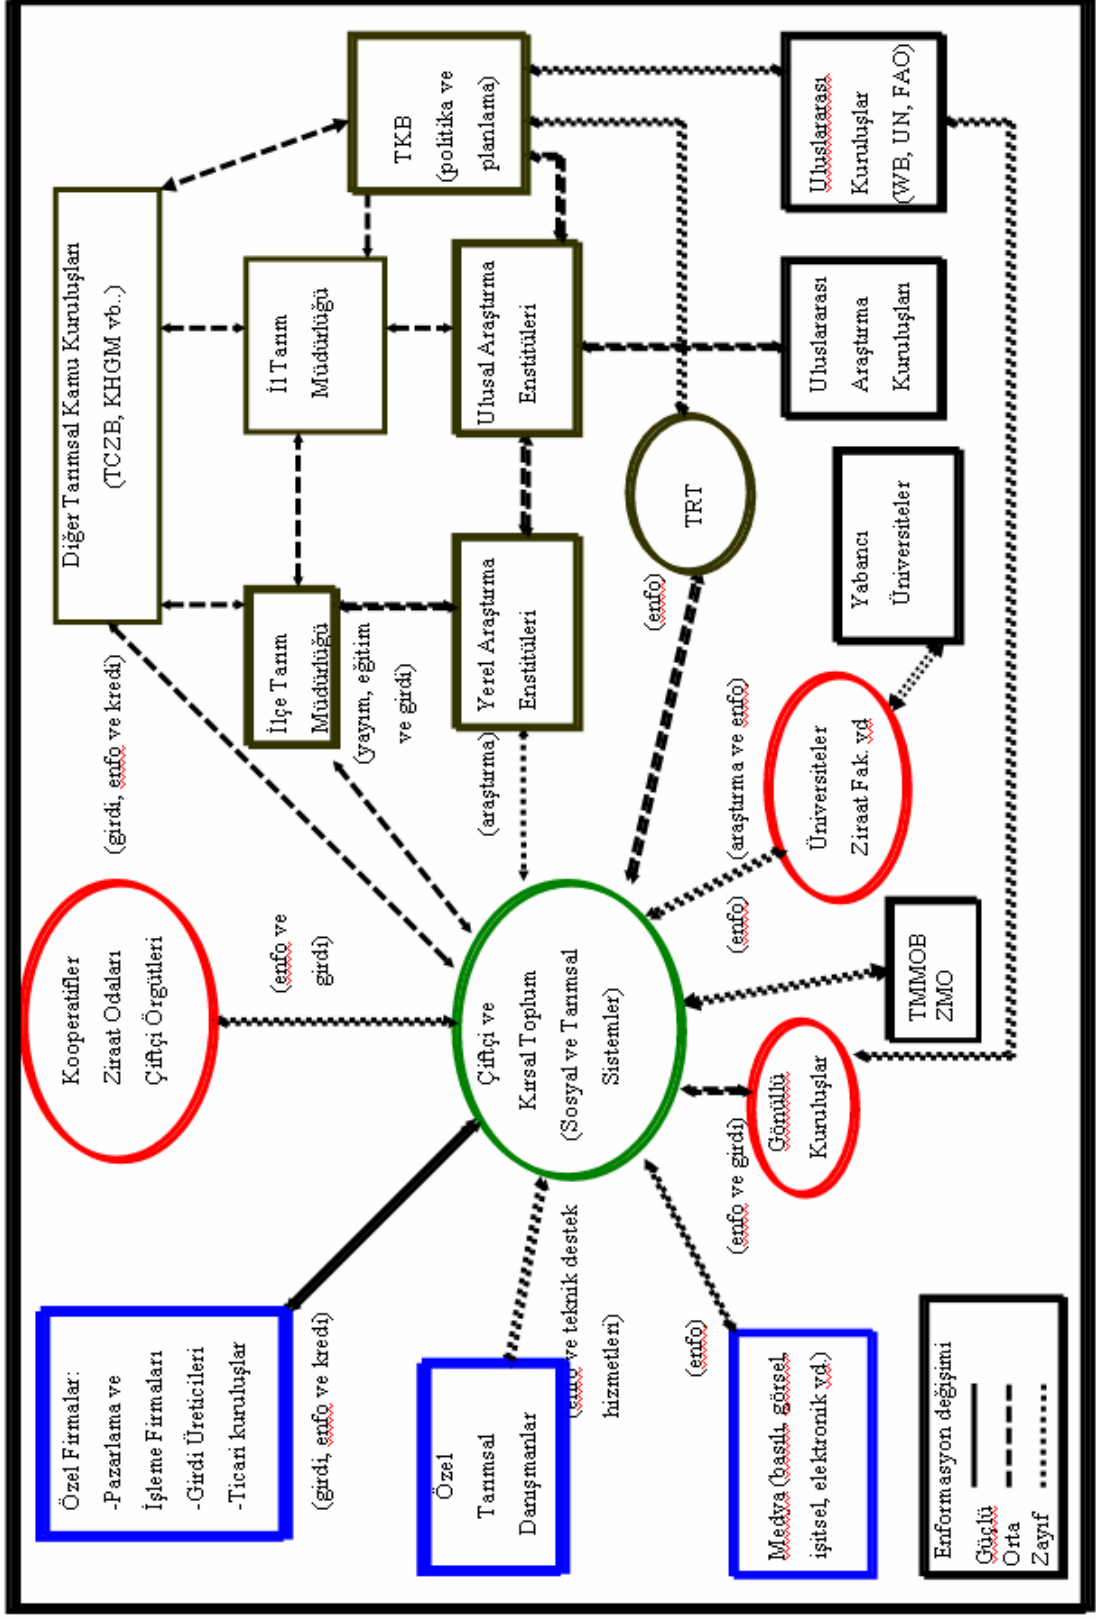 Özel Firmalar:
-Pazarlama ve
İşleme Firmaları
-Girdi Üreticileri
-Ticari kuruluşlar
(girdi, enfo ve kredi)
Kooperatifler
Ziraat Odaları
Çiftçi Örgütleri
(enfo ve
girdi)
(girdi, enfo ve kredi)
Diğer Tarımsal Kamu Kuruluşları
(TCZB, KHGM vb..)
İlçe Tarım
Müdürlüğü
(yayım, eğitim
ve girdi)
İl Tarım
Müdürlüğü
TKB
(politika ve
planlama)
Özel
Tarımsal
Danışmanlar
(enfo ve teknik destek
hizmetleri)
Çiftçi ve
Kırsal Toplum
(Sosyal ve Tarımsal
Sistemler)
(araştırma)
Yerel Araştırma
Enstitüleri
Ulusal Araştırma
Enstitüleri
(enfo)
TRT
(enfo)
Medya (basılı, görsel,
işitsel, elektronik vd.)
(enfo ve girdi)
Gönüllü
Kuruluşlar
(enfo)
TMMOB
ZMO
(araştırma ve enfo)
Üniversiteler
Ziraat Fak. vd
Yabancı
Üniversiteler
Uluslararası
Araştırma
Kuruluşları
Uluslararası
Kuruluşlar
(WB, UN, FAO)
Enformasyon değişimi
Güçlü
Orta
Zayıf